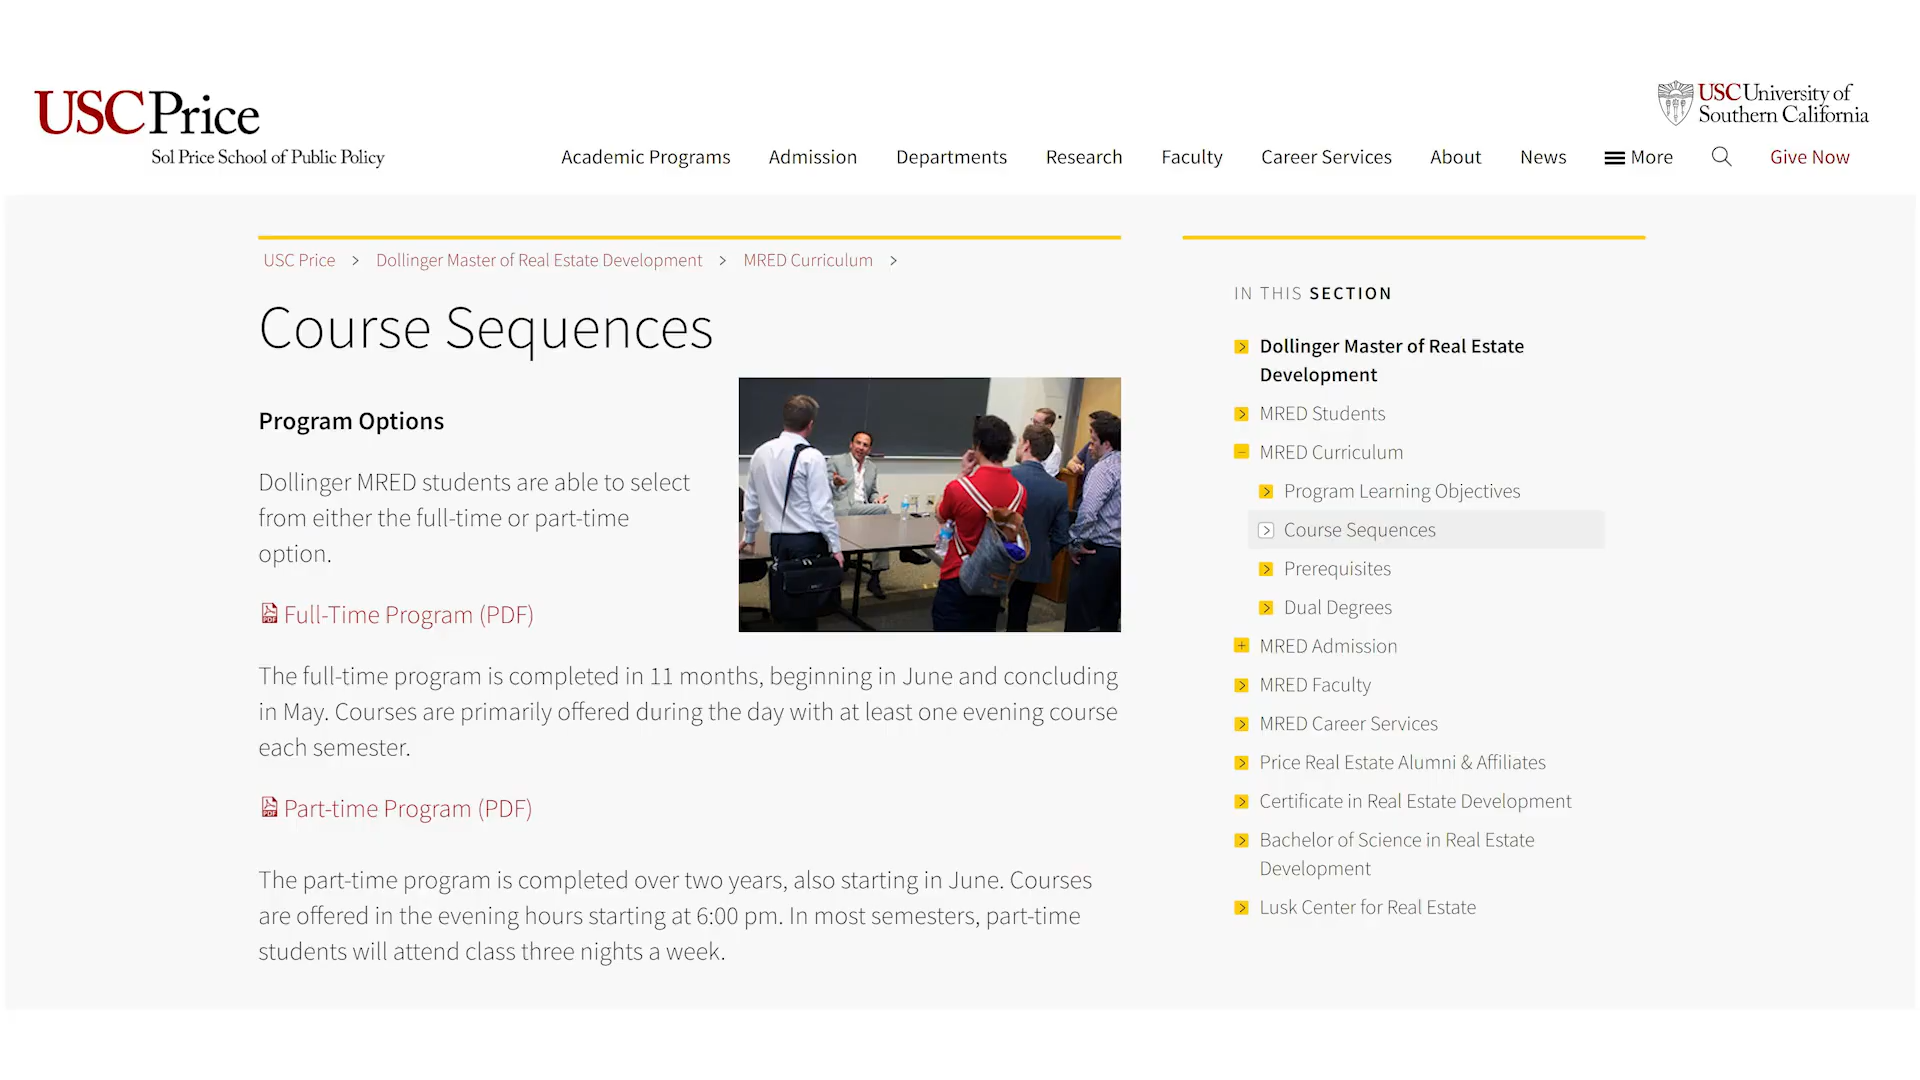 USC Price
Sol Price School of Public Policy
USC University of
Southern California
Academic Programs
Admission
Departments
Research
Faculty
Career Services
About
News
More
Give Now
USC Price > Dollinger Master of Real Estate Development > MRED Curriculum >
Course Sequences
Program Options
Dollinger MRED students are able to select
from either the full-time or part-time
option.
Full-Time Program (PDF)
The full-time program is completed in 11 months, beginning in June and concluding
in May. Courses are primarily offered during the day with at least one evening course
each semester.
Part-time Program (PDF)
The part-time program is completed over two years, also starting in June. Courses
are offered in the evening hours starting at 6:00 pm. In most semesters, part-time
students will attend class three nights a week.
IN THIS SECTION
Dollinger Master of Real Estate
Development
MRED Students
MRED Curriculum
Program Learning Objectives
Course Sequences
Prerequisites
Dual Degrees
MRED Admission
MRED Faculty
MRED Career Services
Price Real Estate Alumni & Affiliates
Certificate in Real Estate Development
Bachelor of Science in Real Estate
Development
Lusk Center for Real Estate